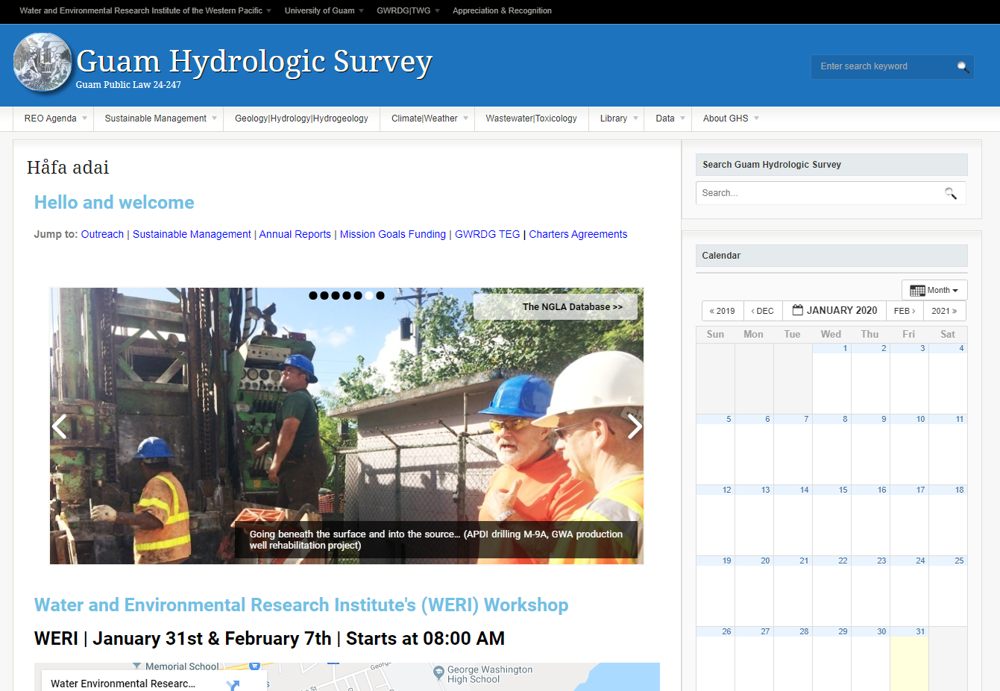 Water and Environmental Research Institute of the Western Pacific University of Guam GWRDG|TWG Appreciation & Recognition
Guam Hydrologic Survey
Guam Public Law 24-247
Enter search keyword
REO Agenda Sustainable Management Geology|Hydrology|Hydrogeology Climate|Weather Wastewater|Toxicology Library Data About GHS
Håfa adai
Hello and welcome
Jump to: Outreach | Sustainable Management | Annual Reports | Mission Goals Funding | GWRDG TEG | Charters Agreements
The NGLA Database >>
Going beneath the surface and into the source... (APDI drilling M-9A, GWA production
well rehabilitation project)
Water and Environmental Research Institute's (WERI) Workshop
WERI | January 31st & February 7th | Starts at 08:00 AM
Memorial School
George
George Washington
High School
Water Environmental Researc...
Search Guam Hydrologic Survey
Search...
Calendar
Month
« 2019 ‹ DEC JANUARY 2020 FEB › 2021 »
Sun Mon Tue Wed Thu Fri Sat
1 2 3 4
5 6 7 8 9 10 11
12 13 14 15 16 17 18
19 20 21 22 23 24 25
26 27 28 29 30 31